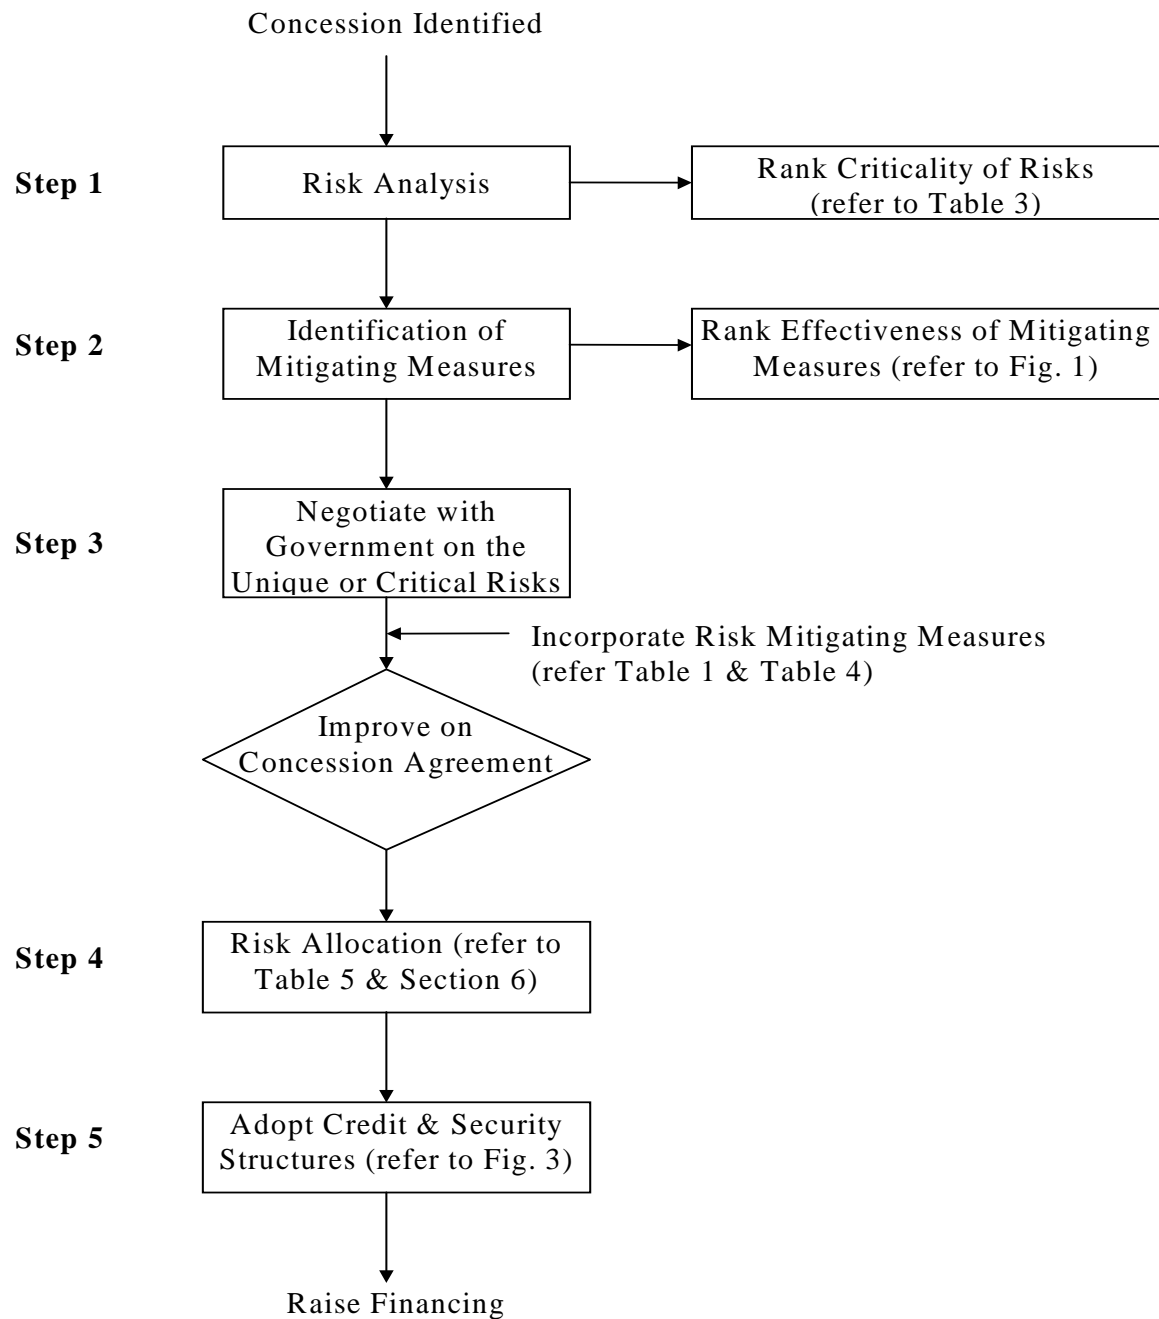 Concession Identified
Step 1
Risk Analysis
Rank Criticality of Risks
(refer to Table 3)
Step 2
Identification of
Mitigating Measures
Rank Effectiveness of Mitigating
Measures (refer to Fig. 1)
Step 3
Negotiate with
Government on the
Unique or Critical Risks
Incorporate Risk Mitigating Measures
(refer Table 1 & Table 4)
Improve on
Concession Agreement
Step 4
Risk Allocation (refer to
Table 5 & Section 6)
Step 5
Adopt Credit & Security
Structures (refer to Fig. 3)
Raise Financing